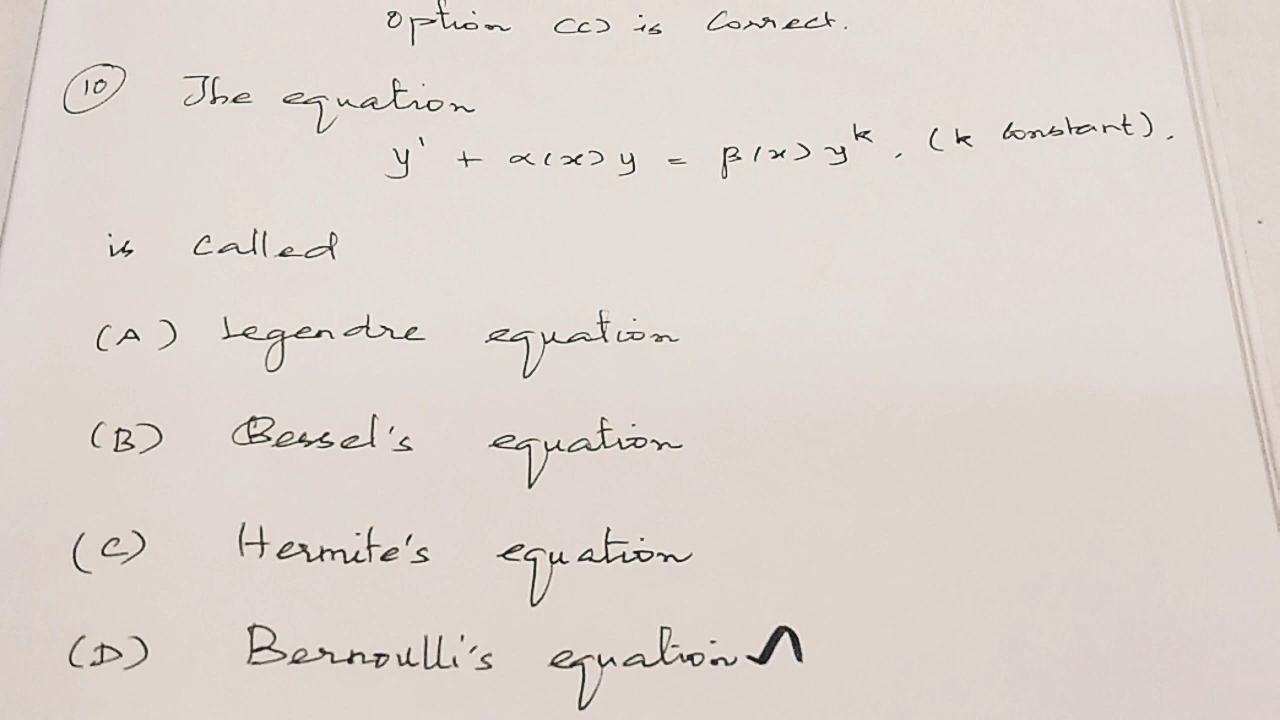 option (c) is correct.
(10) The equation
y' + α(x) y = β(x) y^k, (k constant).
is called
(A) Legendre equation
(B) Bessel's equation
(C) Hermite's equation
(D) Bernoulli's equation